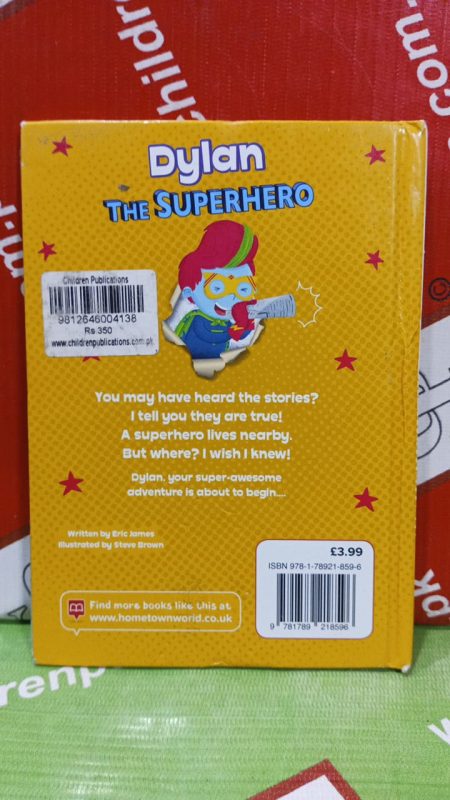 Dylan
THE SUPERHERO
Children Publications
9812646004138
Rs 350
www.childrenpublications.com.pk
You may have heard the stories?
I tell you they are true!
A superhero lives nearby.
But where? I wish I knew!
Dylan, your super-awesome
adventure is about to begin....
Written by Eric James
Illustrated by Steve Brown
£3.99
ISBN 978-1-78921-859-6
9 781789 218596
Find more books like this at
www.hometownworld.co.uk